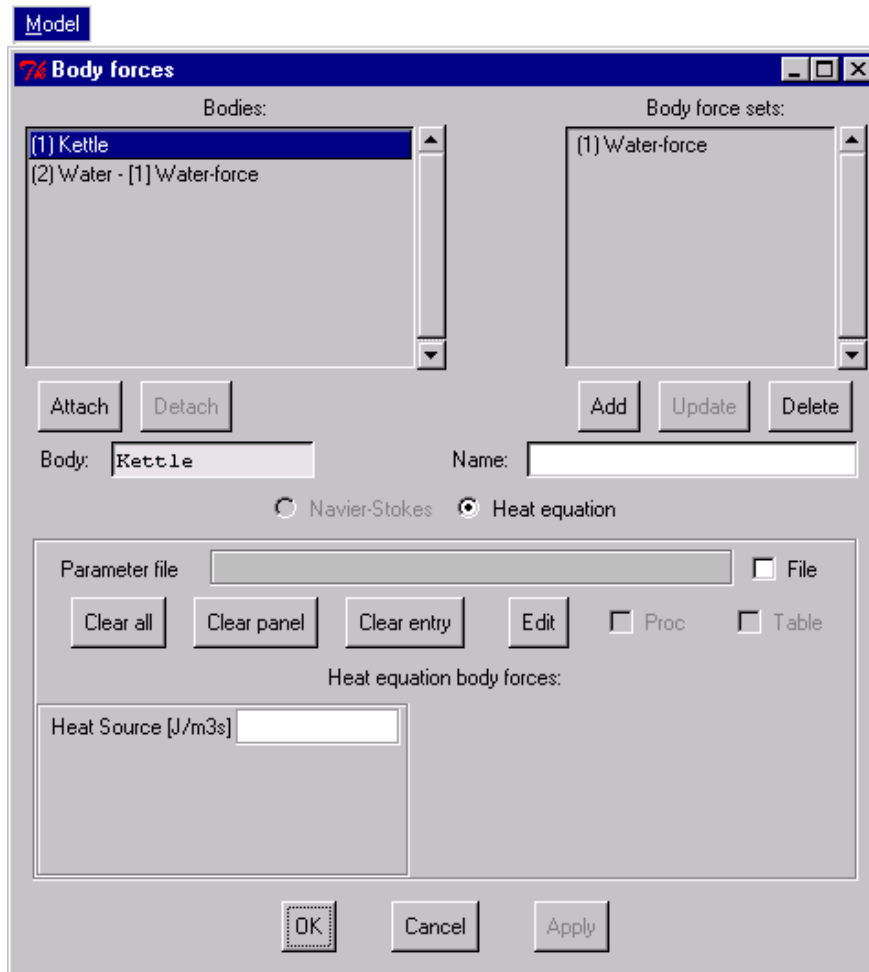 Model
Body forces
Bodies: Body force sets:
(1) Kettle (1) Water-force
(2) Water - [1] Water-force
Attach Detach Add Update Delete
Body: Kettle Name:
Navier-Stokes Heat equation
Parameter file File
Clear all Clear panel Clear entry Edit Proc Table
Heat equation body forces:
Heat Source [J/m3s]
OK Cancel Apply